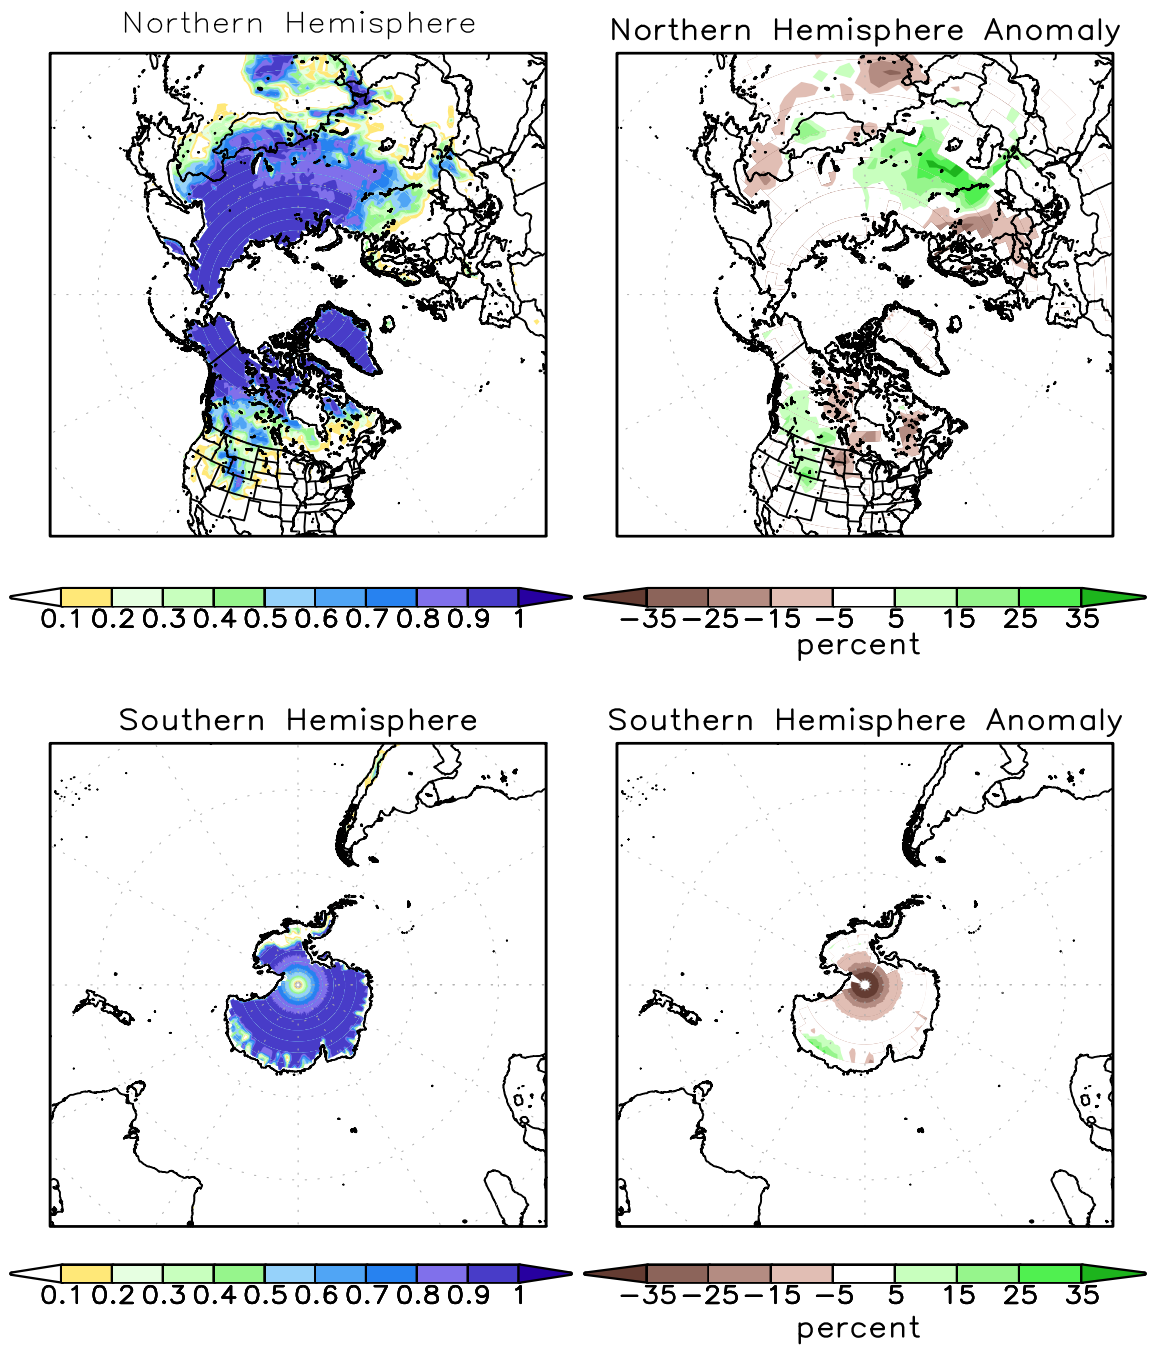 Northern Hemisphere
Northern Hemisphere Anomaly
0.1 0.2 0.3 0.4 0.5 0.6 0.7 0.8 0.9 1
-35 -25 -15 -5 5 15 25 35
percent
Southern Hemisphere
Southern Hemisphere Anomaly
0.1 0.2 0.3 0.4 0.5 0.6 0.7 0.8 0.9 1
-35 -25 -15 -5 5 15 25 35
percent